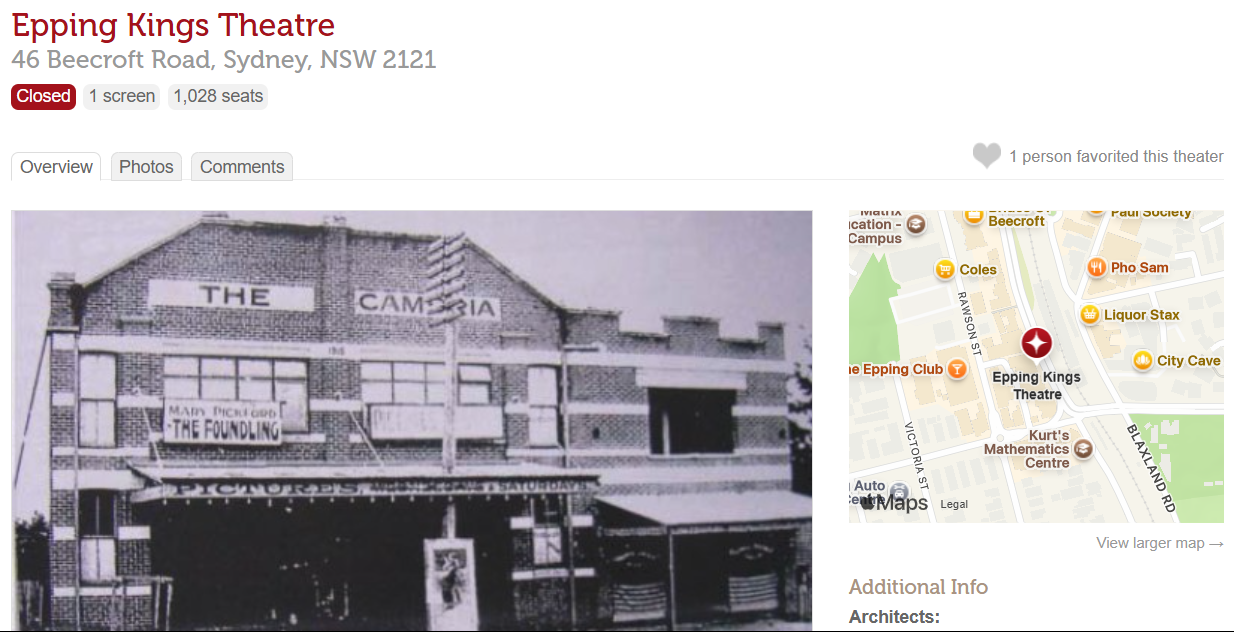 Epping Kings Theatre
46 Beecroft Road, Sydney, NSW 2121
Closed
1 screen
1,028 seats
Overview
Photos
Comments
1 person favorited this theater
THE
CAMBRIA
MARY PICKFORD
THE FOUNDLING
PICTURES
SATURDAYS
Matrix
ucation -
Campus
Beecroft
Paul Society
Coles
Pho Sam
RAWSON ST
Liquor Stax
City Cave
he Epping Club
Epping Kings
Theatre
Kurt's
Mathematics
Centre
VICTORIA ST
BLAXLAND RD
Auto
Centre
Maps
Legal
View larger map →
Additional Info
Architects: